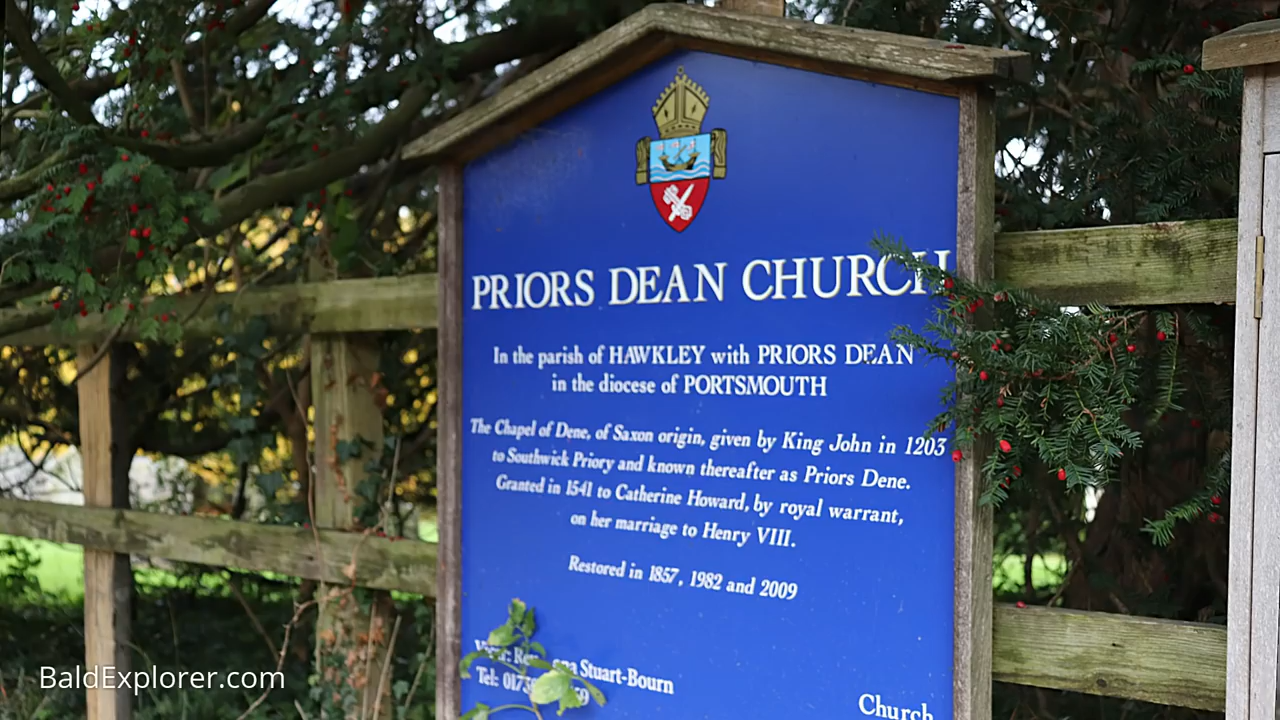 PRIORS DEAN CHURCH
In the parish of HAWKLEY with PRIORS DEAN
in the diocese of PORTSMOUTH
The Chapel of Dene, of Saxon origin, given by King John in 1203
to Southwick Priory and known thereafter as Priors Dene.
Granted in 1541 to Catherine Howard, by royal warrant,
on her marriage to Henry VIII.
Restored in 1857, 1982 and 2009
Stuart-Bourn
Tel:
Church
BaldExplorer.com